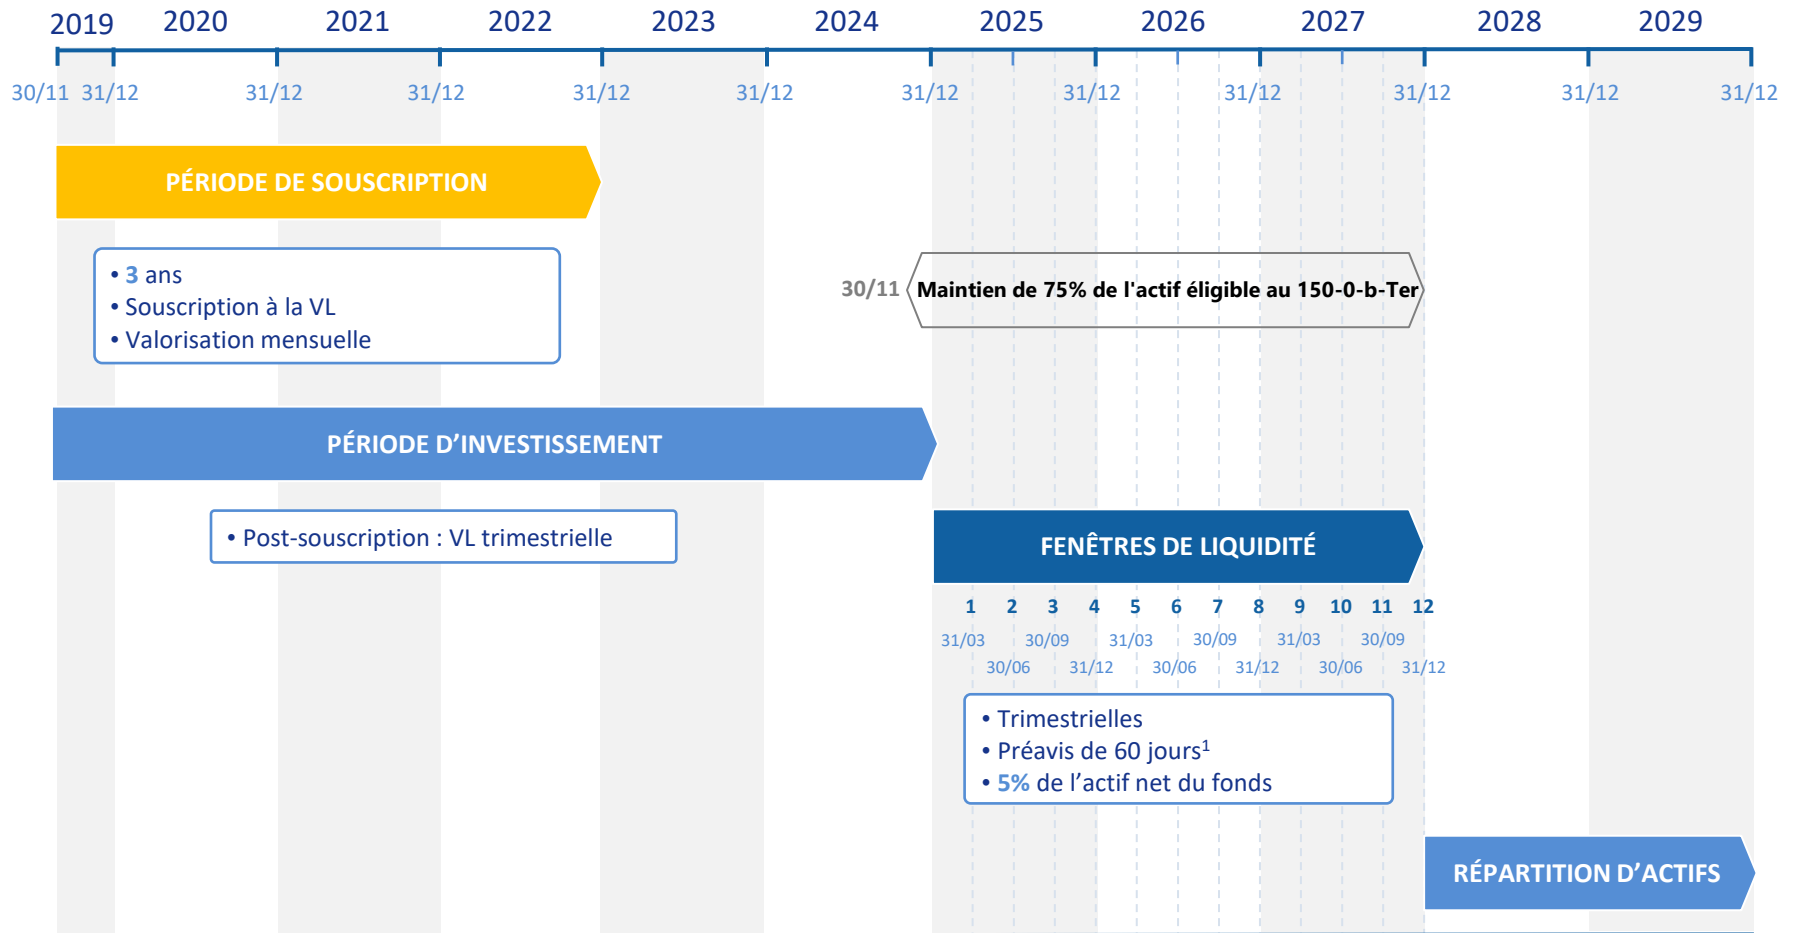 2019 2020 2021 2022 2023 2024 2025 2026 2027 2028 2029
30/11 31/12 31/12 31/12 31/12 31/12 31/12 31/12 31/12 31/12 31/12 31/12
PÉRIODE DE SOUSCRIPTION
• 3 ans
• Souscription à la VL
• Valorisation mensuelle
30/11 Maintien de 75% de l'actif éligible au 150-0-b-Ter
PÉRIODE D’INVESTISSEMENT
• Post-souscription : VL trimestrielle
FENÊTRES DE LIQUIDITÉ
1 2 3 4 5 6 7 8 9 10 11 12
31/03 30/09 31/03 30/09 31/03 30/09
30/06 31/12 30/06 31/12 30/06 31/12
• Trimestrielles
• Préavis de 60 jours¹
• 5% de l’actif net du fonds
RÉPARTITION D’ACTIFS